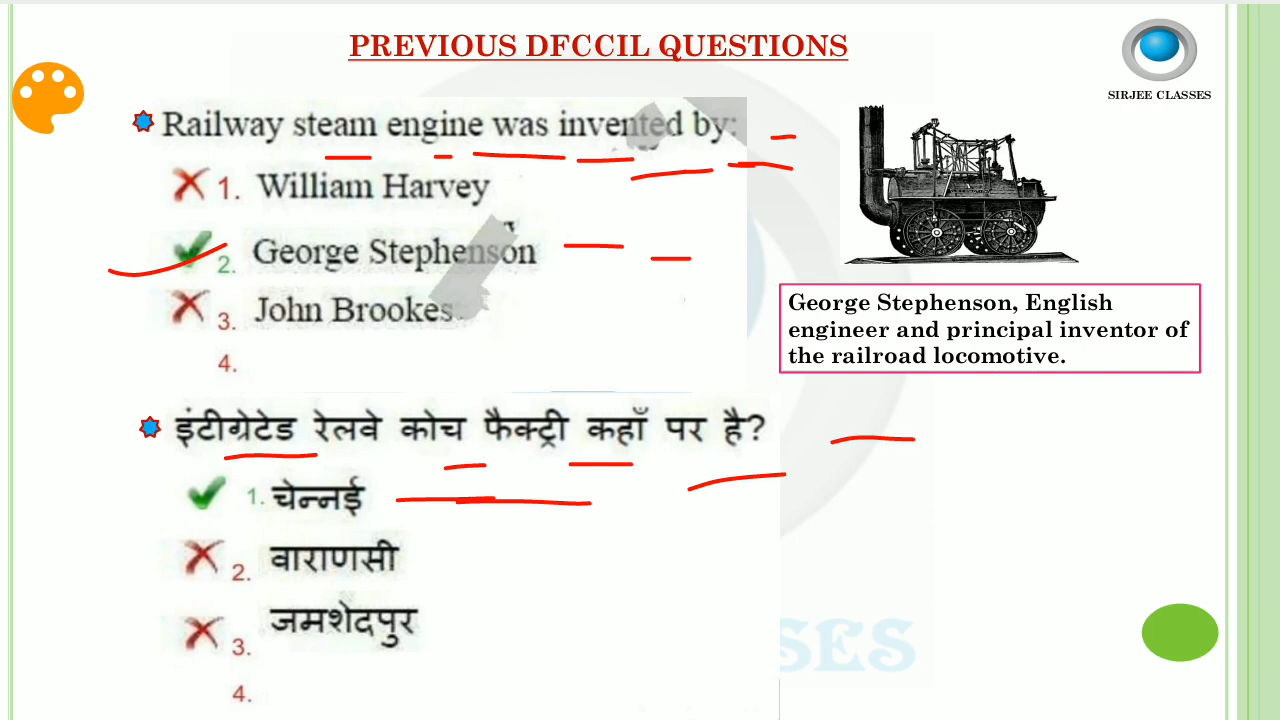 PREVIOUS DFCCIL QUESTIONS
SIRJEE CLASSES
Railway steam engine was invented by:
1. William Harvey
2. George Stephenson
3. John Brookes
4.
George Stephenson, English
engineer and principal inventor of
the railroad locomotive.
इंटीग्रेटेड रेलवे कोच फैक्ट्री कहाँ पर है?
1. चेन्नई
2. वाराणसी
3. जमशेदपुर
4.
SES